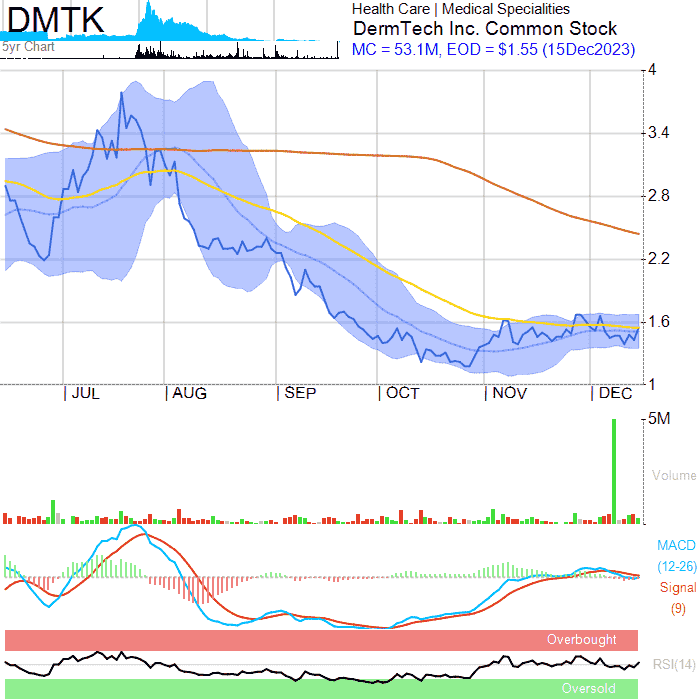 DMTK
5yr Chart
Health Care | Medical Specialities
DermTech Inc. Common Stock
MC = 53.1M, EOD = $1.55 (15Dec2023)
4
3.4
2.8
2.2
1.6
1
JUL AUG SEP OCT NOV DEC
5M
Volume
MACD
(12-26)
Signal
(9)
Overbought
RSI(14)
Oversold